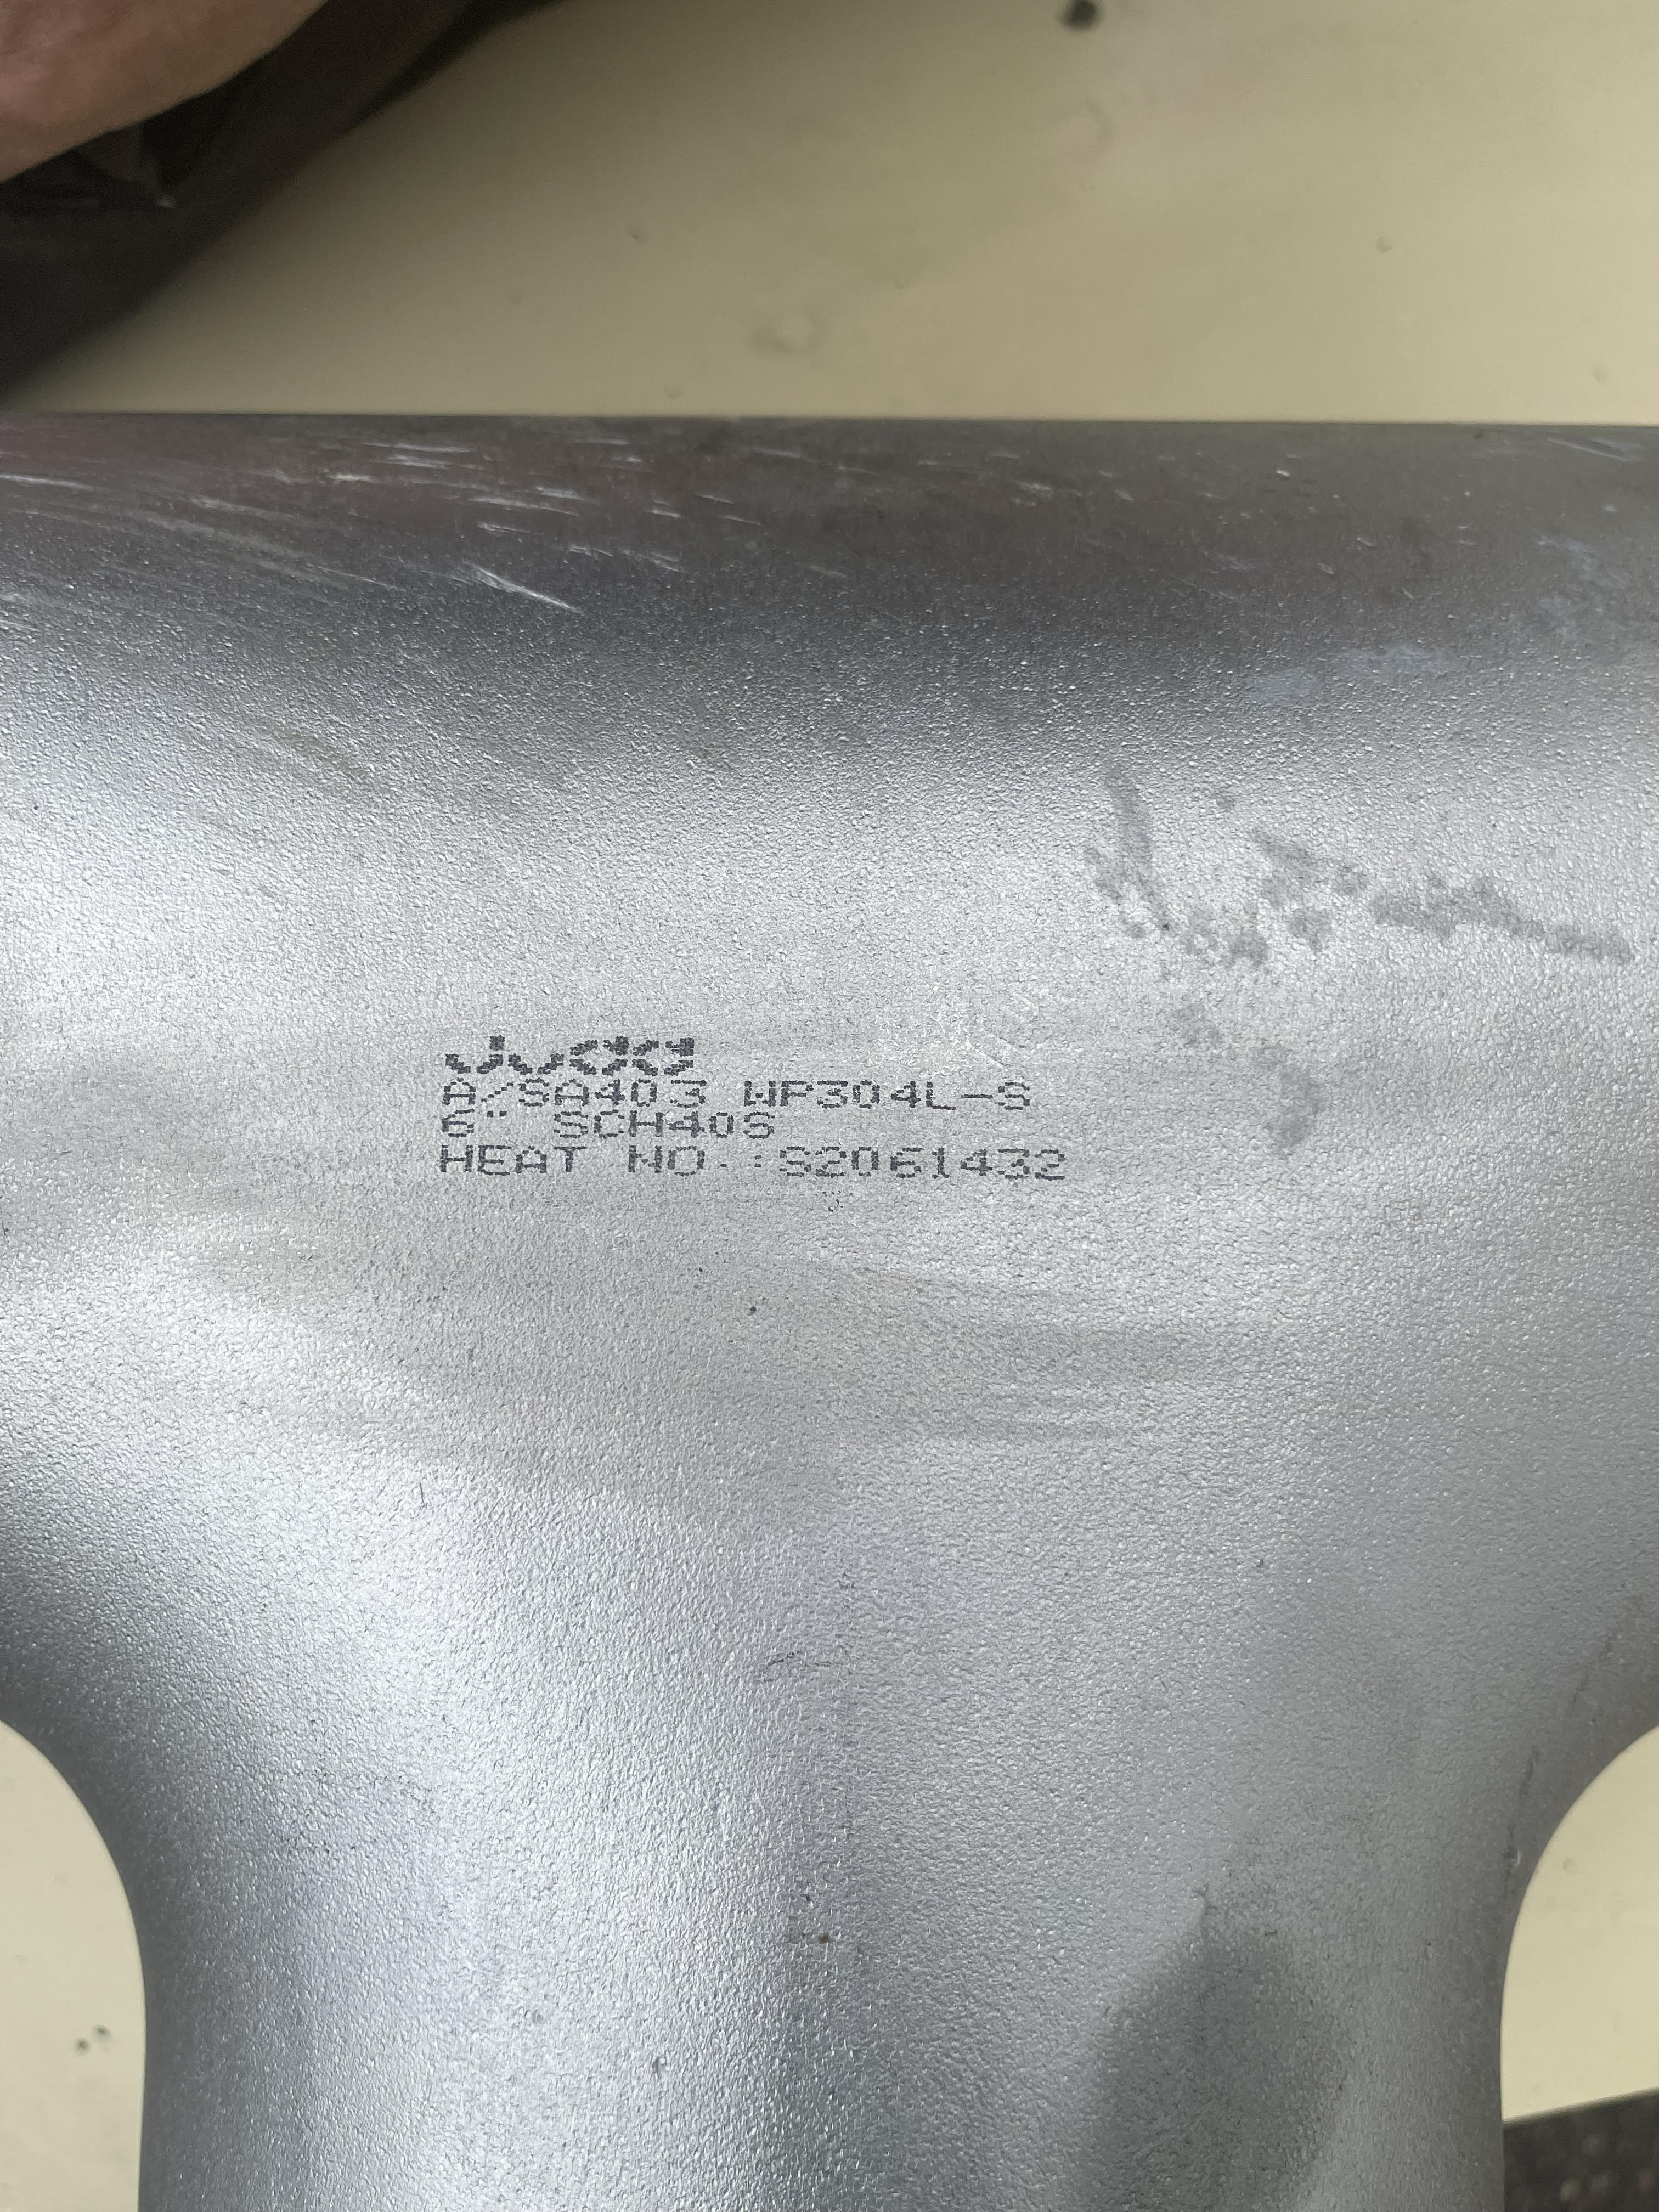 A/SA403 WP304L-S
6" SCH40S
HEAT NO.:S2061432